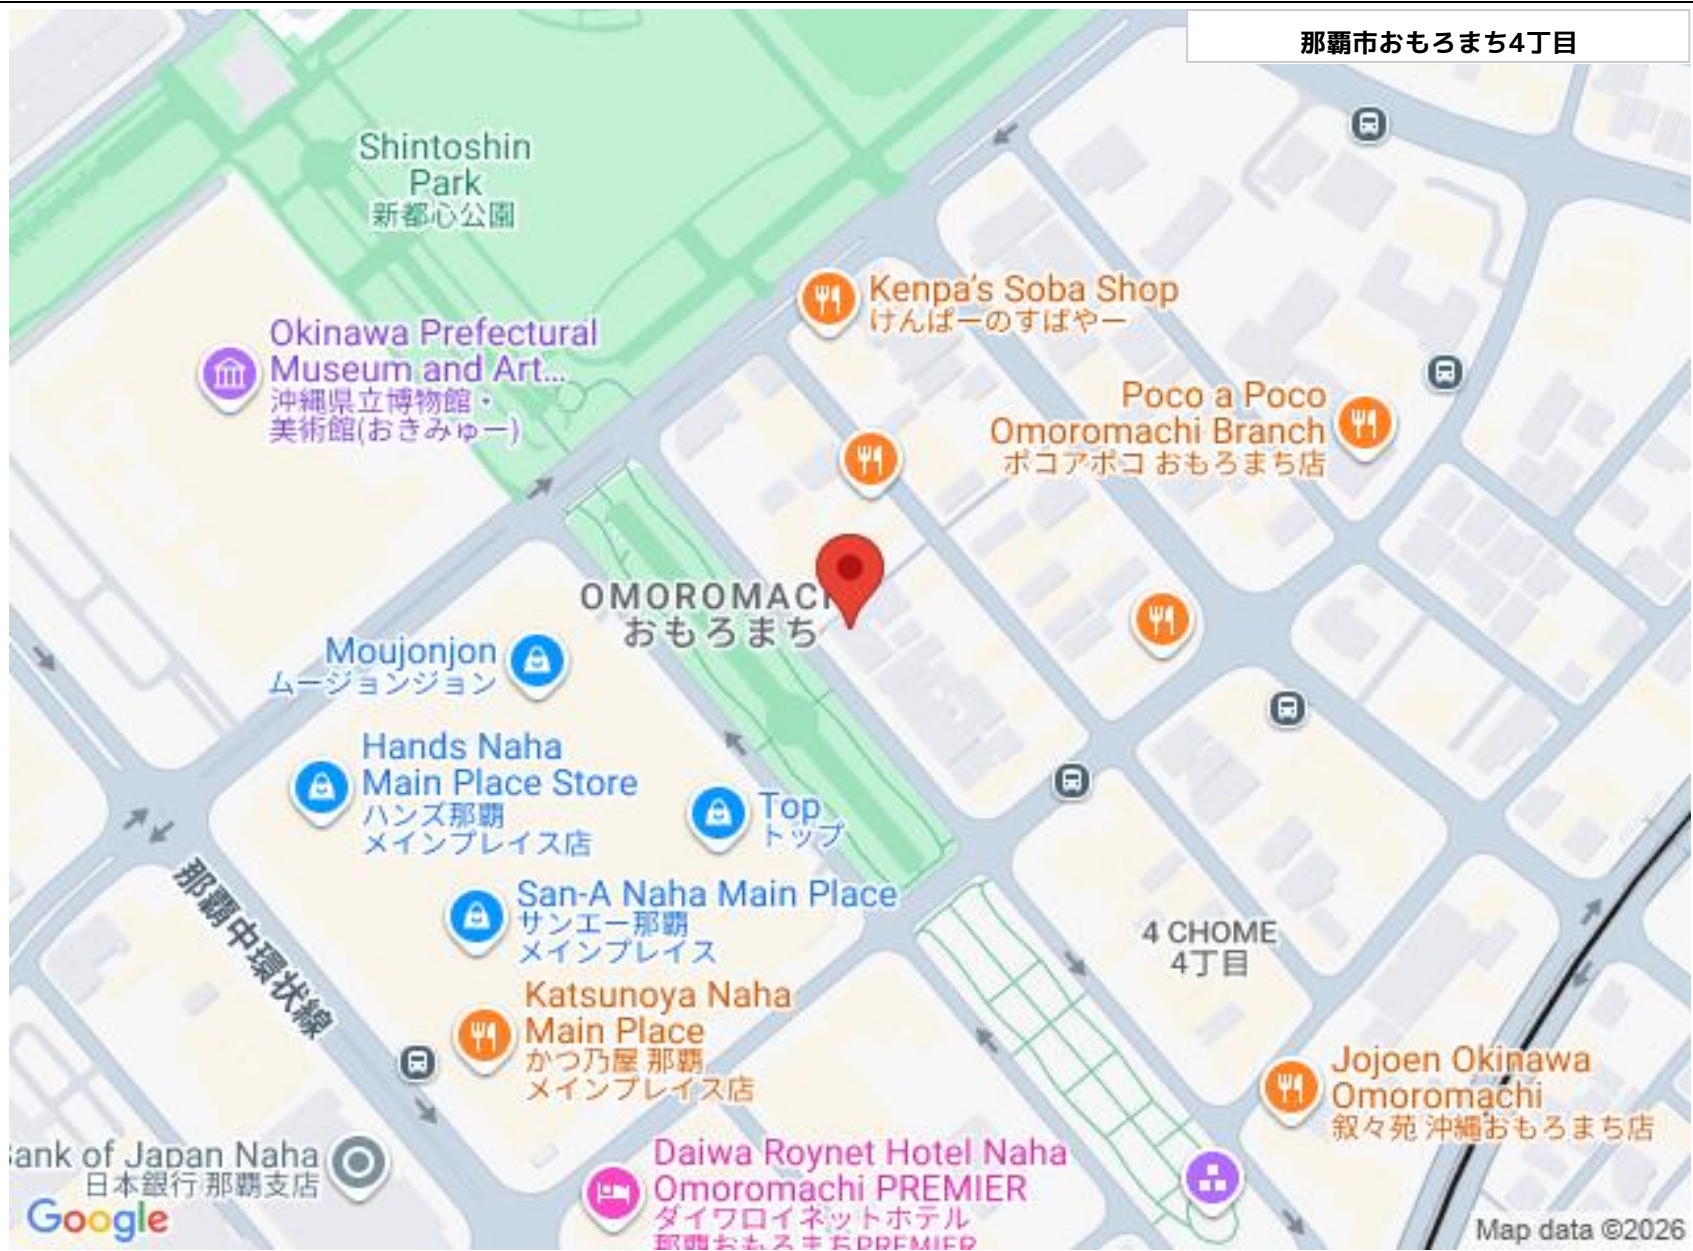 那覇市おもろまち4丁目
Shintoshin
Park
新都心公園
Kenpa's Soba Shop
けんぱーのすばやー
Okinawa Prefectural
Museum and Art...
沖縄県立博物館・
美術館(おきみゅー)
Poco a Poco
Omoromachi Branch
ポコアポコ おもろまち店
OMOROMACI
おもろまち
Moujonjon
ムージョンジョン
Hands Naha
Main Place Store
ハンズ那覇
メインプレイス店
Top
トップ
San-A Naha Main Place
サンエー那覇
メインプレイス
那覇中環状線
4 CHOME
4丁目
Katsunoya Naha
Main Place
かつ乃屋 那覇
メインプレイス店
Jojoen Okinawa
Omoromachi
叙々苑 沖縄おもろまち店
ank of Japan Naha
日本銀行 那覇支店
Daiwa Roynet Hotel Naha
Omoromachi PREMIER
ダイワロイネットホテル
那覇おもろまちPREMIER
Google
Map data ©2026